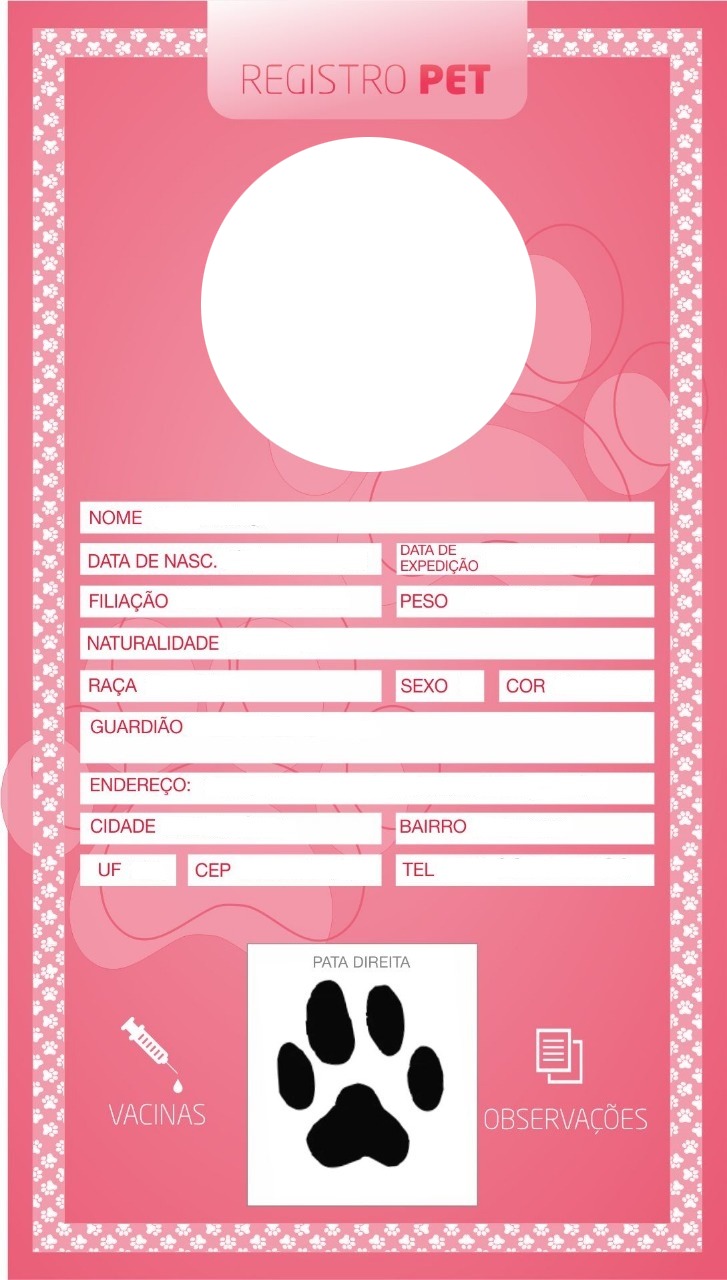 REGISTRO PET
NOME
DATA DE NASC.
DATA DE
EXPEDIÇÃO
FILIAÇÃO
PESO
NATURALIDADE
RAÇA
SEXO
COR
GUARDIÃO
ENDEREÇO:
CIDADE
BAIRRO
UF
CEP
TEL
PATA DIREITA
VACINAS
OBSERVAÇÕES